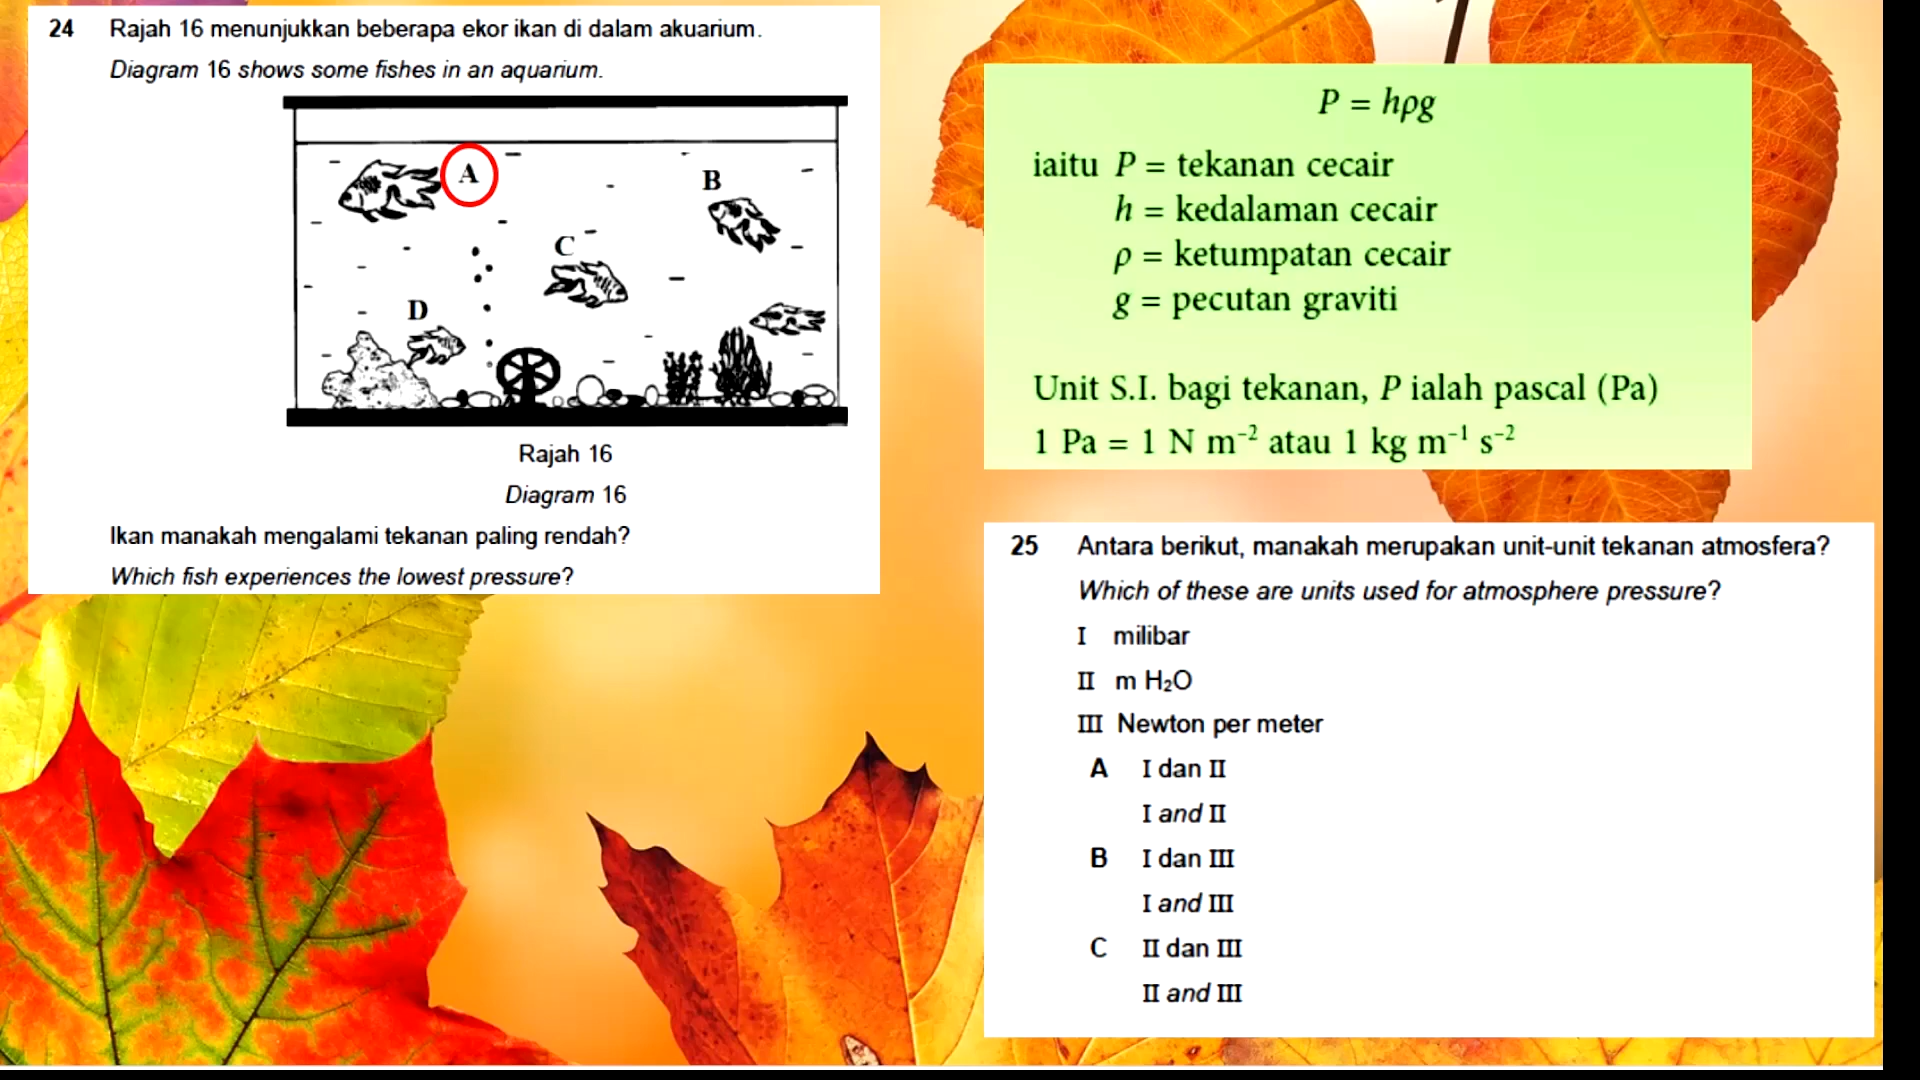 24 Rajah 16 menunjukkan beberapa ekor ikan di dalam akuarium.
Diagram 16 shows some fishes in an aquarium.
A
B
C
D
Rajah 16
Diagram 16
Ikan manakah mengalami tekanan paling rendah?
Which fish experiences the lowest pressure?
P = hρg
iaitu P = tekanan cecair
h = kedalaman cecair
ρ = ketumpatan cecair
g = pecutan graviti
Unit S.I. bagi tekanan, P ialah pascal (Pa)
1 Pa = 1 N m⁻² atau 1 kg m⁻¹ s⁻²
25 Antara berikut, manakah merupakan unit-unit tekanan atmosfera?
Which of these are units used for atmosphere pressure?
I milibar
II m H₂O
III Newton per meter
A I dan II
I and II
B I dan III
I and III
C II dan III
II and III